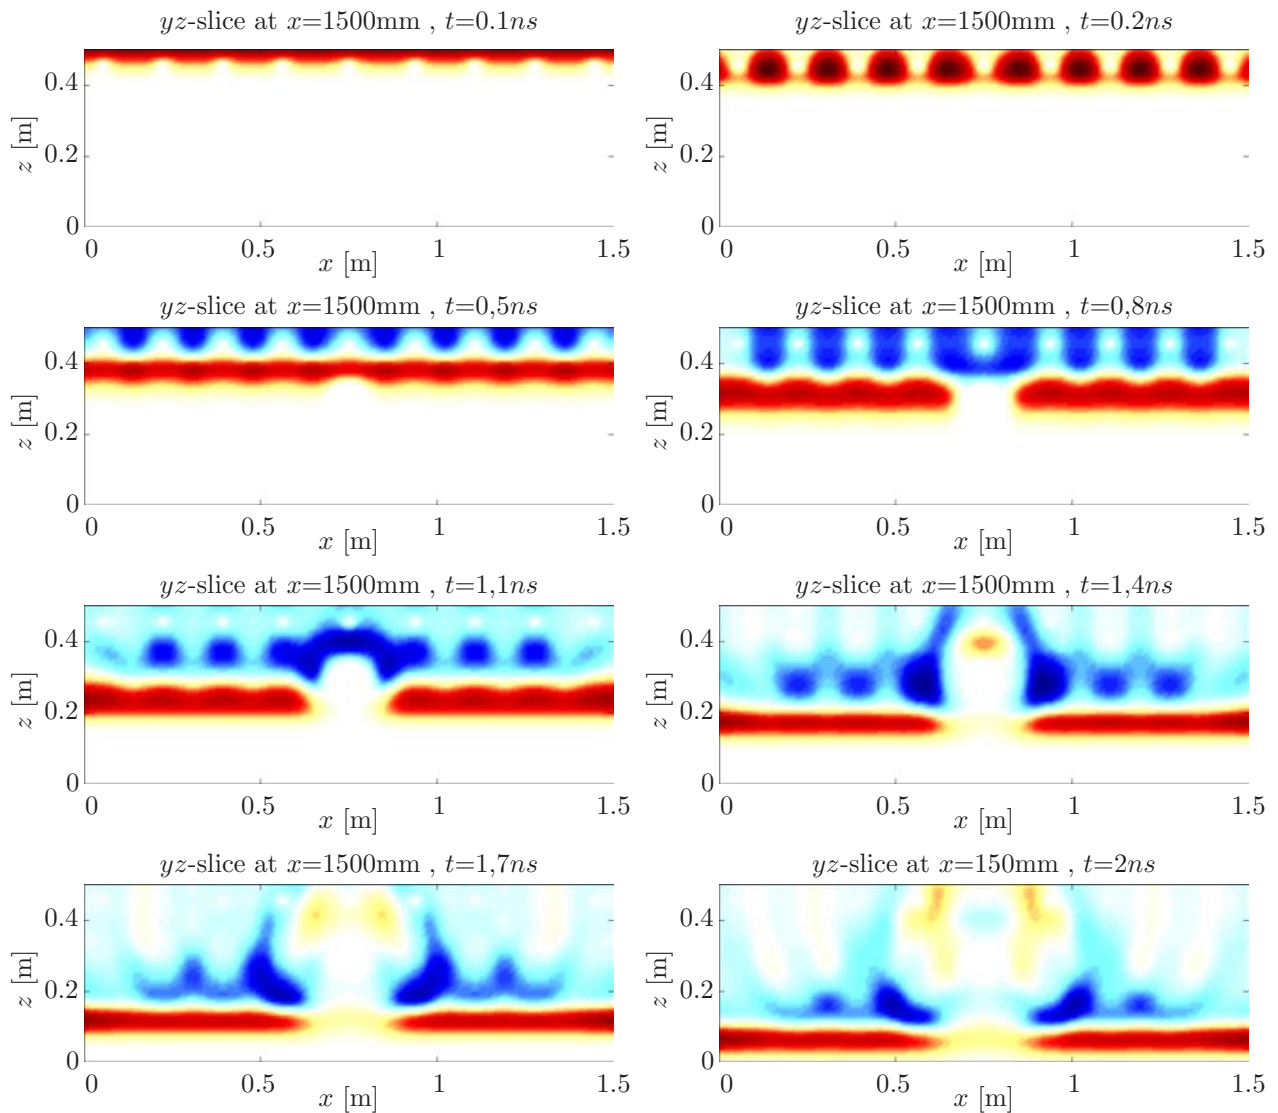 yz-slice at x=1500mm , t=0.1ns
yz-slice at x=1500mm , t=0.2ns
0.4
0.2
0
z [m]
0
0.5
1
1.5
x [m]
0.4
0.2
0
z [m]
0
0.5
1
1.5
x [m]
yz-slice at x=1500mm , t=0,5ns
yz-slice at x=1500mm , t=0,8ns
0.4
0.2
0
z [m]
0
0.5
1
1.5
x [m]
0.4
0.2
0
z [m]
0
0.5
1
1.5
x [m]
yz-slice at x=1500mm , t=1,1ns
yz-slice at x=1500mm , t=1,4ns
0.4
0.2
0
z [m]
0
0.5
1
1.5
x [m]
0.4
0.2
0
z [m]
0
0.5
1
1.5
x [m]
yz-slice at x=1500mm , t=1,7ns
yz-slice at x=150mm , t=2ns
0.4
0.2
0
z [m]
0
0.5
1
1.5
x [m]
0.4
0.2
0
z [m]
0
0.5
1
1.5
x [m]